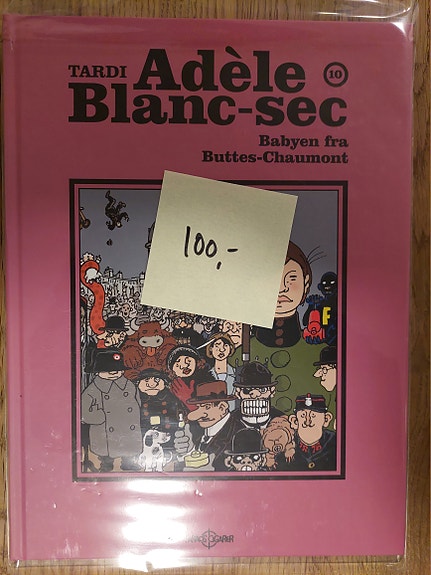 TARDI Adèle 10
Blanc-sec
Babyen fra
Buttes-Chaumont
100,-
F